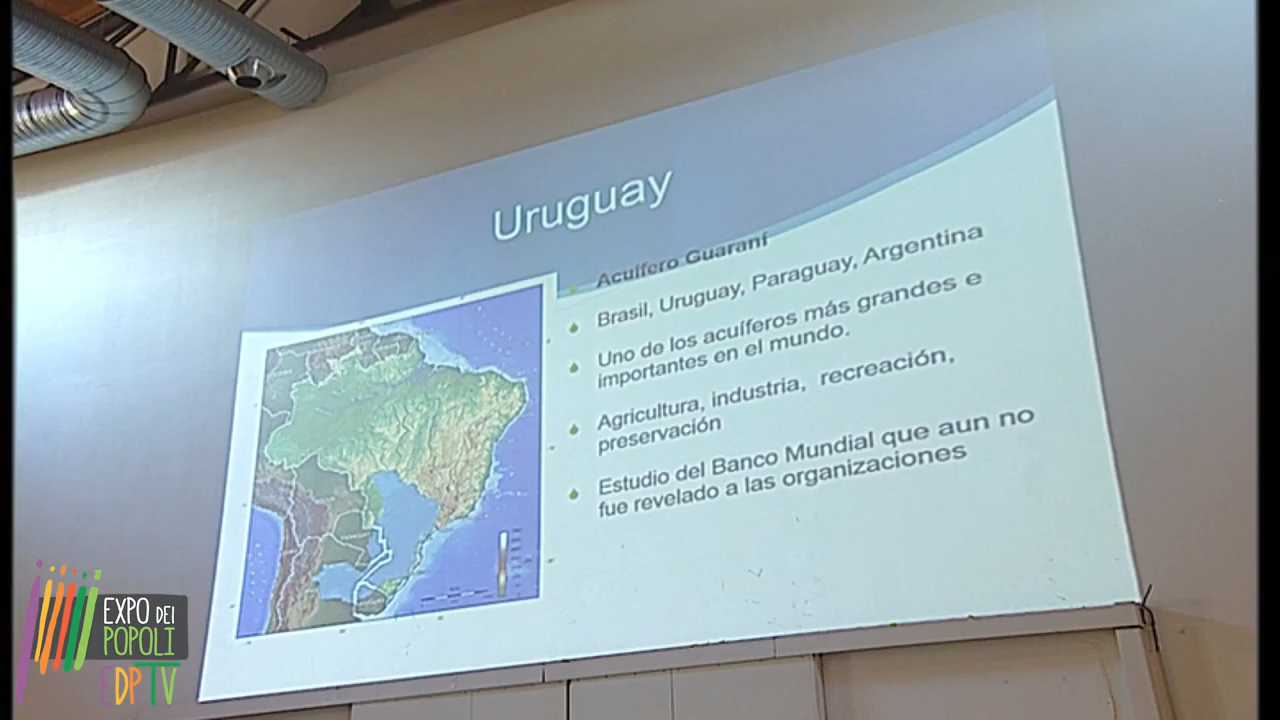 Uruguay
Acuífero Guaraní
Brasil, Uruguay, Paraguay, Argentina
Uno de los acuíferos más grandes e
importantes en el mundo.
Agricultura, industria, recreación,
preservación
Estudio del Banco Mundial que aun no
fue revelado a las organizaciones
EXPO DEI
POPOLI
EDPTV